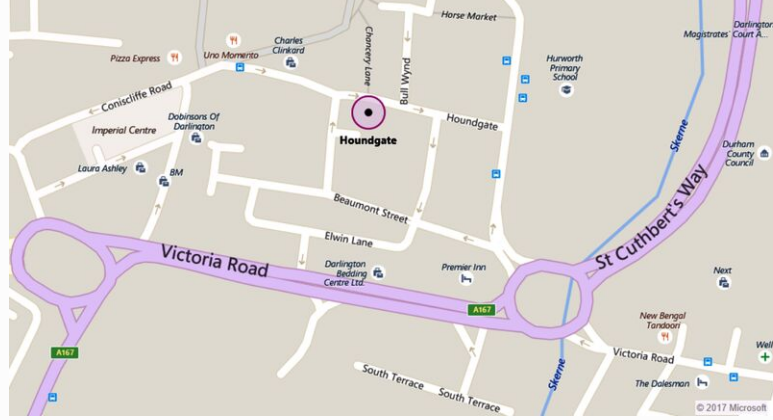 Horse Market
Darlington
Magistrates' Court A...
Charles
Clinkard
Uno Momento
Pizza Express
Chancery Lane
Bull Wynd
Hurworth
Primary
School
Coniscliffe Road
Imperial Centre
Dobinsons Of
Darlington
Houndgate
Houndgate
Skerne
Durham
County
Council
Laura Ashley
BM
Beaumont Street
Elwin Lane
St Cuthbert's Way
Victoria Road
Darlington
Bedding
Centre Ltd.
Premier Inn
Next
A167
New Bengal
Tandoori
A167
Victoria Road
Well
South Terrace
South Terrace
Skerne
The Dalesman
© 2017 Microsoft